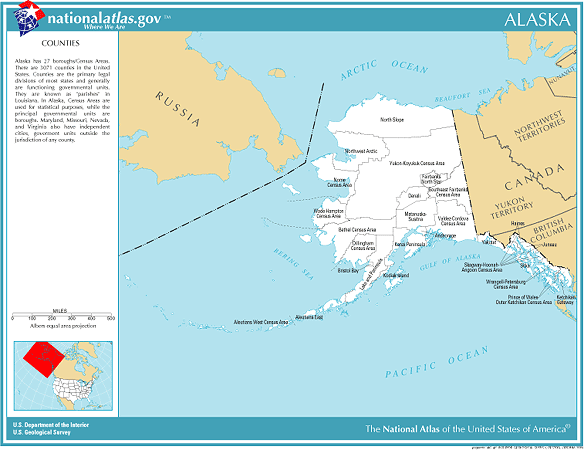 nationalatlas.gov™
Where We Are
ALASKA
COUNTIES
Alaska has 27 boroughs/Census Areas.
There are 3071 counties in the United
States. Counties are the primary legal
divisions of most states and generally
are functioning governmental units.
They are known as "parishes" in
Louisiana. In Alaska, Census Areas are
used for statistical purposes, while the
principal governmental units are
boroughs. Maryland, Missouri, Nevada,
and Virginia also have independent
cities, government units outside the
jurisdiction of any county.
ARCTIC OCEAN
BEAUFORT SEA
NUNAVUT
RUSSIA
NORTHWEST
TERRITORIES
CANADA
YUKON
TERRITORY
BRITISH
COLUMBIA
North Slope
Northwest Arctic
Yukon-Koyukuk Census Area
Nome
Census Area
Fairbanks
North Star
Southeast Fairbanks
Census Area
Denali
Wade Hampton
Census Area
Matanuska-
Susitna
Valdez-Cordova
Census Area
Bethel Census Area
Anchorage
Dillingham
Census Area
Kenai Peninsula
Yakutat
Haines
Juneau
Skagway-Hoonah-
Angoon Census Area
Sitka
Wrangell-Petersburg
Census Area
Prince of Wales-
Outer Ketchikan Census Area
Ketchikan
Gateway
BERING SEA
GULF OF ALASKA
Bristol Bay
Lake and Peninsula
Kodiak Island
Aleutians East
Aleutians West Census Area
PACIFIC OCEAN
MILES
0 100 200 300 400 500
Albers equal area projection
U.S. Department of the Interior
U.S. Geological Survey
The National Atlas of the United States of America®